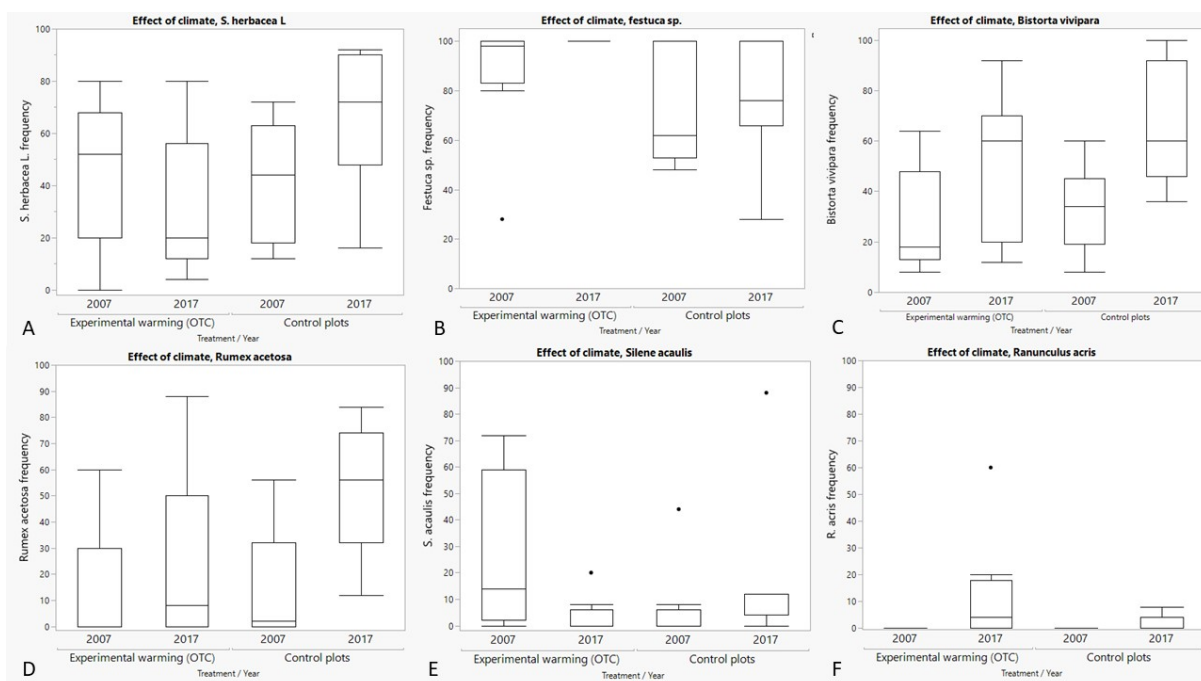 Effect of climate, S. herbacea L
S. herbacea L. frequency
100
80
60
40
20
0
2007 2017 2007 2017
Experimental warming (OTC) Control plots
Treatment / Year
A
Effect of climate, festuca sp.
Festuca sp. frequency
100
80
60
40
20
0
2007 2017 2007 2017
Experimental warming (OTC) Control plots
Treatment / Year
B
Effect of climate, Bistorta vivipara
Bistorta vivipara frequency
100
80
60
40
20
0
2007 2017 2007 2017
Experimental warming (OTC) Control plots
Treatment / Year
C
Effect of climate, Rumex acetosa
Rumex acetosa frequency
100
90
80
70
60
50
40
30
20
10
0
2007 2017 2007 2017
Experimental warming (OTC) Control plots
Treatment / Year
D
Effect of climate, Silene acaulis
S. acaulis frequency
100
90
80
70
60
50
40
30
20
10
0
2007 2017 2007 2017
Experimental warming (OTC) Control plots
Treatment / Year
E
Effect of climate, Ranunculus acris
R. acris frequency
100
90
80
70
60
50
40
30
20
10
0
2007 2017 2007 2017
Experimental warming (OTC) Control plots
Treatment / Year
F